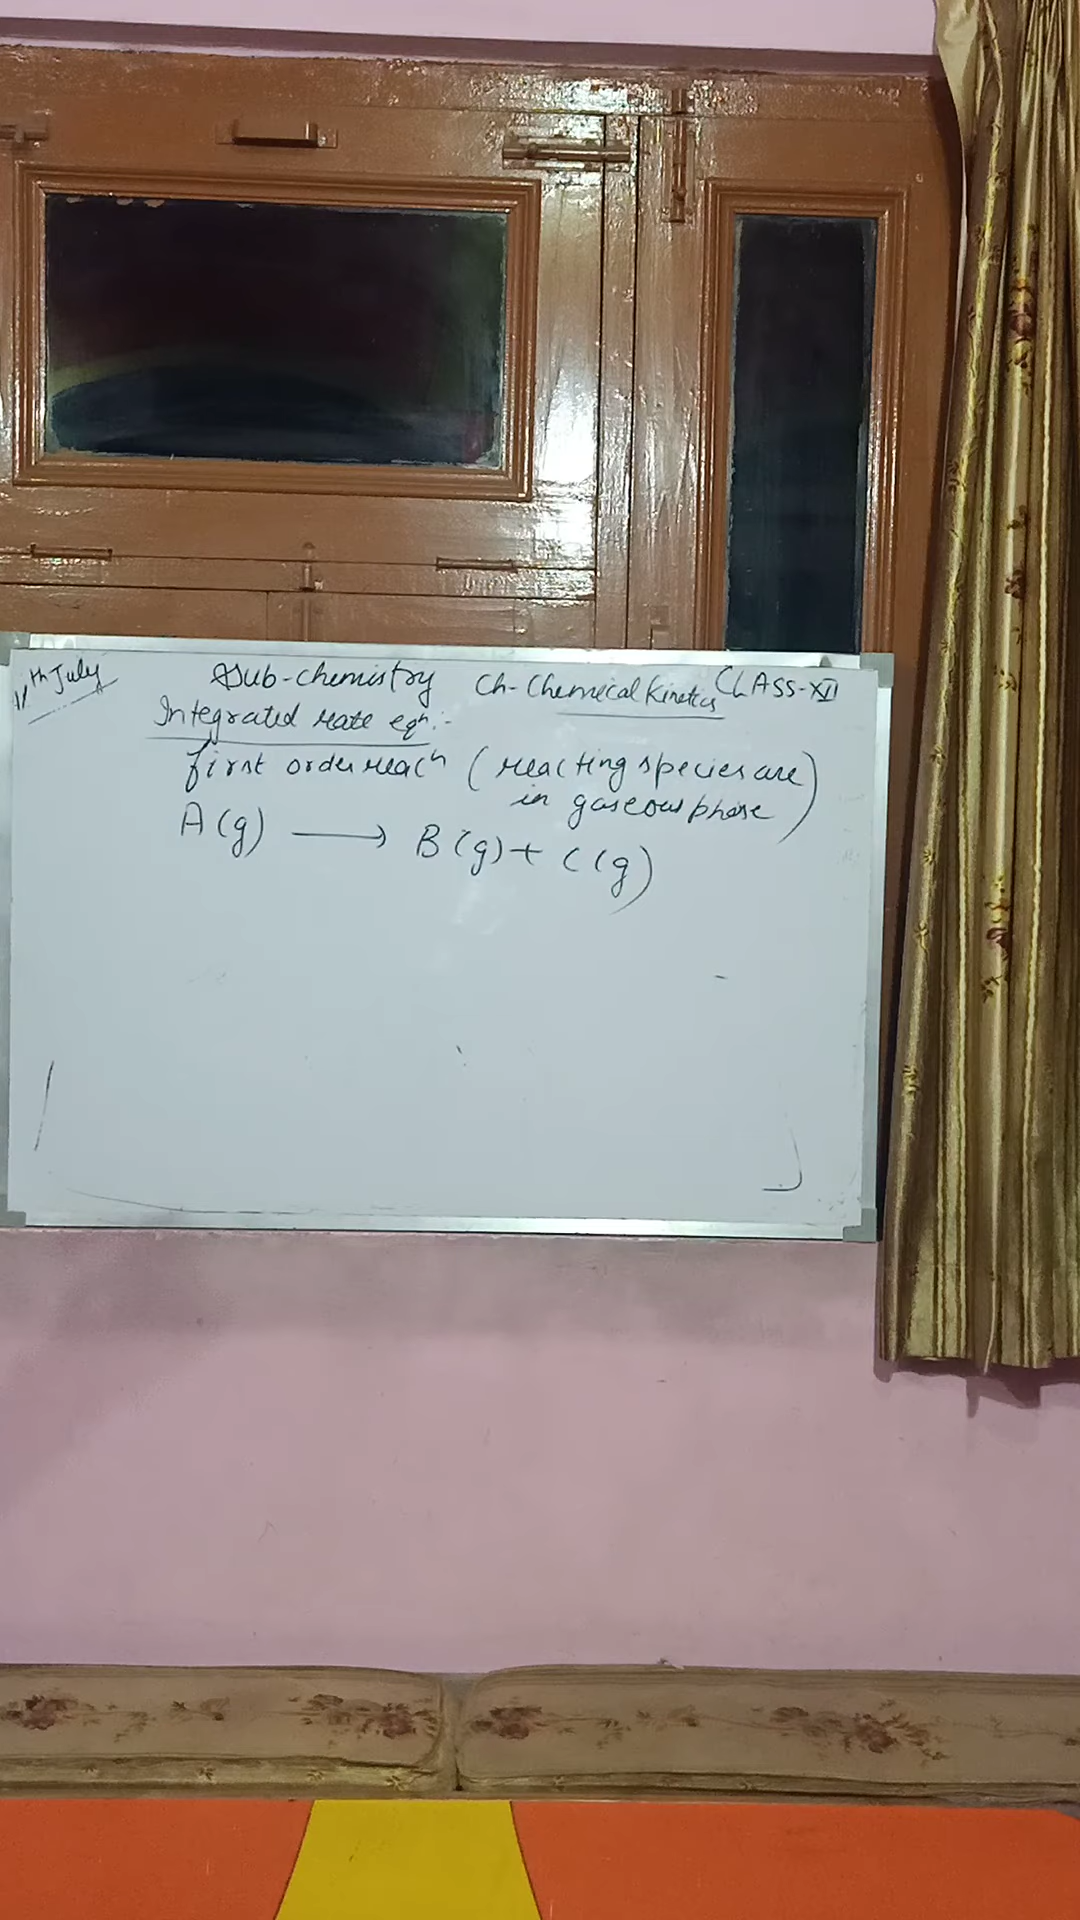 11th July
Sub-chemistry Ch-Chemical Kinetics CLASS-XII
Integrated rate eqn:-
first order reacn (reacting species are
in gaseous phase)
A(g) ⟶ B(g) + C(g)